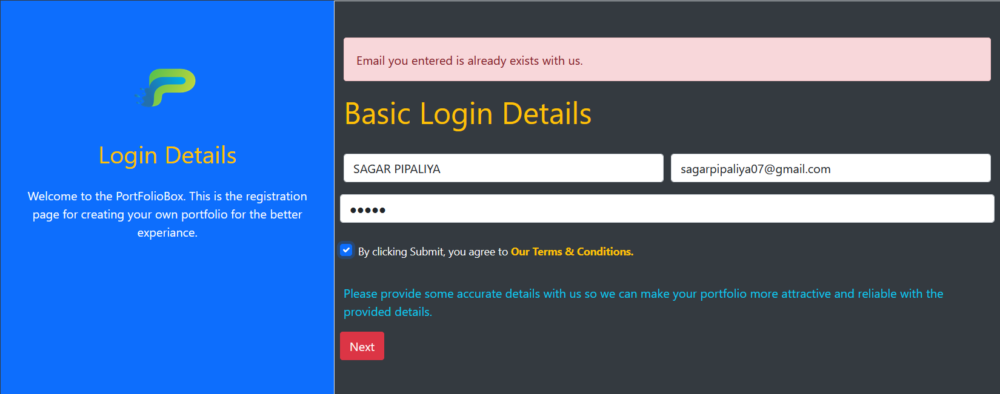 Login Details
Welcome to the PortFolioBox. This is the registration
page for creating your own portfolio for the better
experiance.
Email you entered is already exists with us.
Basic Login Details
SAGAR PIPALIYA
sagarpipaliya07@gmail.com
•••••
By clicking Submit, you agree to Our Terms & Conditions.
Please provide some accurate details with us so we can make your portfolio more attractive and reliable with the
provided details.
Next